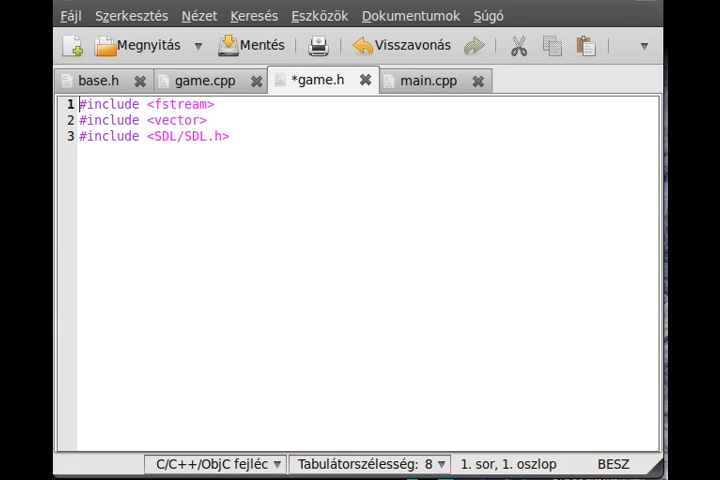 Fájl Szerkesztés Nézet Keresés Eszközök Dokumentumok Súgó
Megnyitás Mentés Visszavonás
base.h game.cpp *game.h main.cpp
1 #include <fstream>
2 #include <vector>
3 #include <SDL/SDL.h>
C/C++/ObjC fejléc Tabulátorszélesség: 8 1. sor, 1. oszlop BESZ